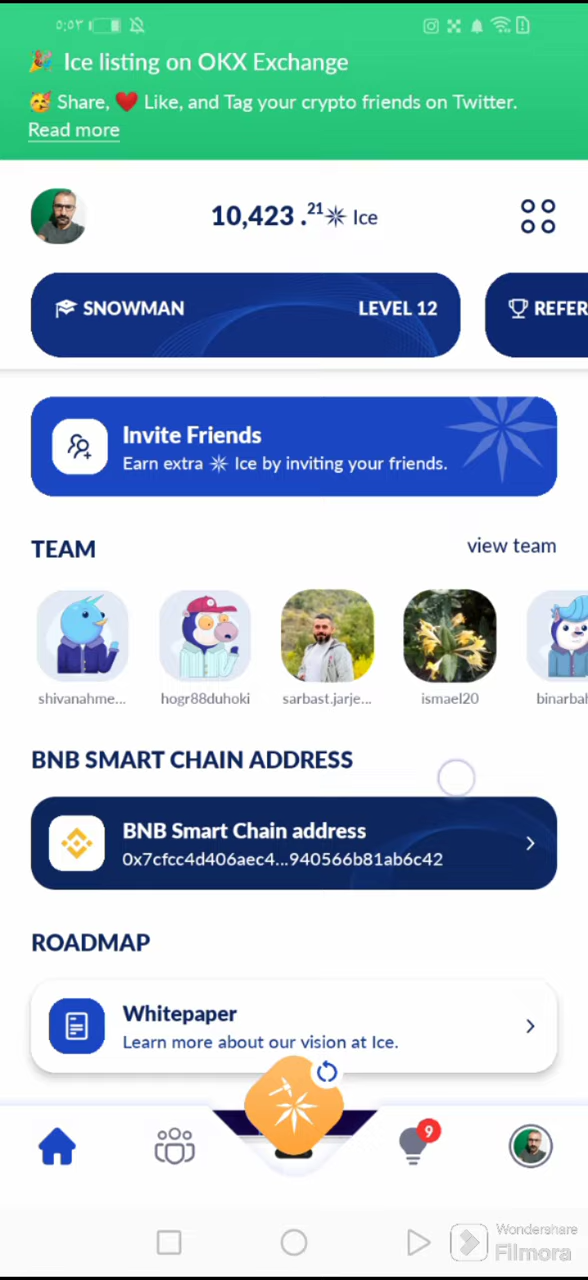 ٥:٥٣
🎉 Ice listing on OKX Exchange
🥳 Share, ❤️ Like, and Tag your crypto friends on Twitter.
Read more
10,423 .21 Ice
SNOWMAN LEVEL 12
REFER
Invite Friends
Earn extra Ice by inviting your friends.
TEAM view team
shivanahme... hogr88duhoki sarbast.jarje... ismael20 binarbah
BNB SMART CHAIN ADDRESS
BNB Smart Chain address
0x7cfcc4d406aec4...940566b81ab6c42
ROADMAP
Whitepaper
Learn more about our vision at Ice.
9
Wondershare
Filmora